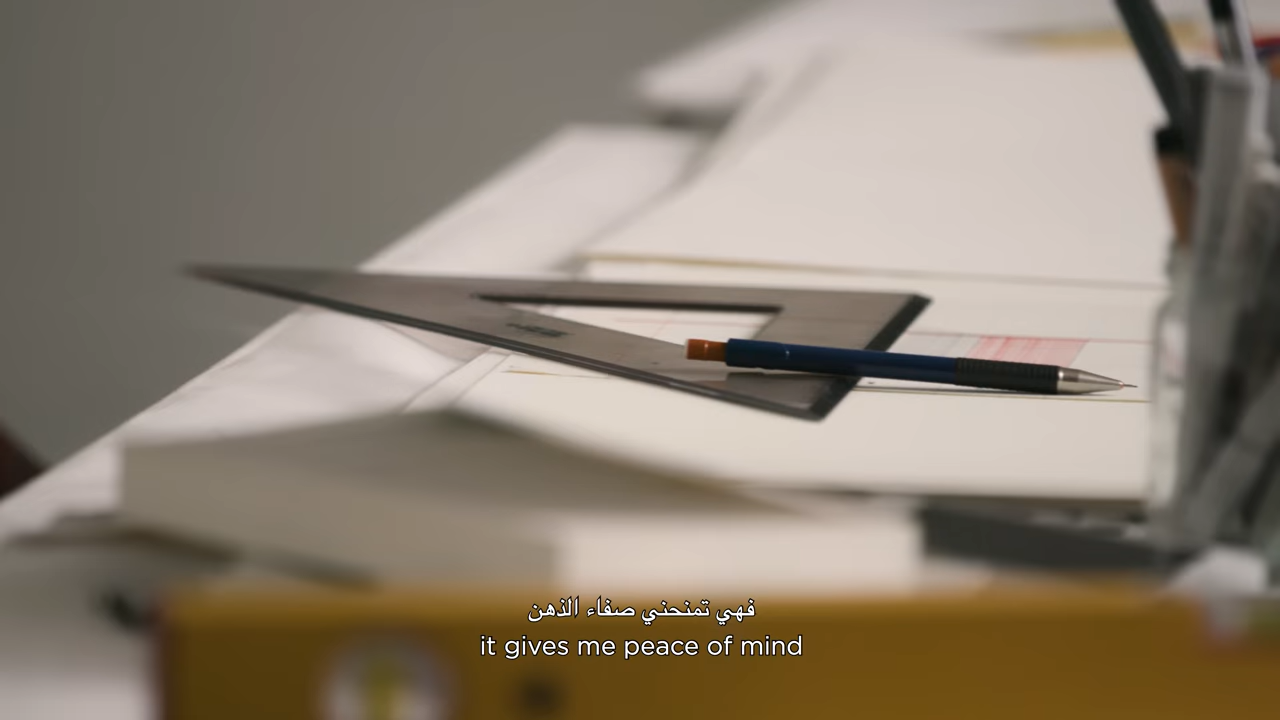 فهي تمنحني صفاء الذهن
it gives me peace of mind